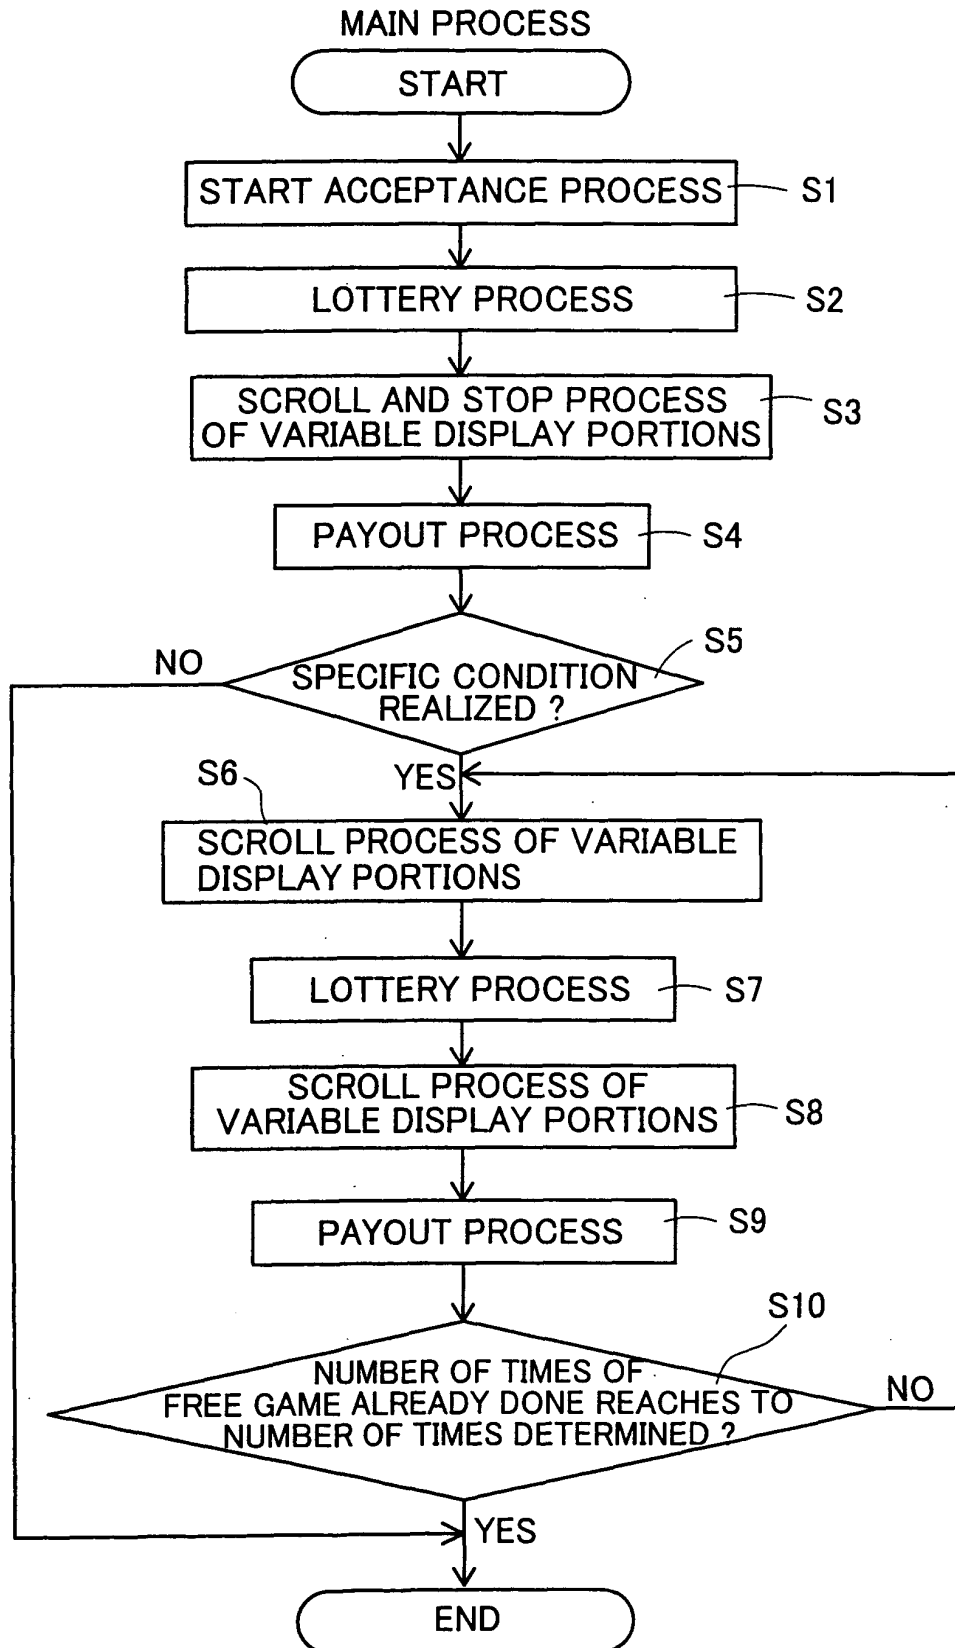 MAIN PROCESS
START
START ACCEPTANCE PROCESS
S1
LOTTERY PROCESS
S2
SCROLL AND STOP PROCESS
OF VARIABLE DISPLAY PORTIONS
S3
PAYOUT PROCESS
S4
S5
NO
SPECIFIC CONDITION
REALIZED ?
YES
S6
SCROLL PROCESS OF VARIABLE
DISPLAY PORTIONS
LOTTERY PROCESS
S7
SCROLL PROCESS OF
VARIABLE DISPLAY PORTIONS
S8
PAYOUT PROCESS
S9
S10
NUMBER OF TIMES OF
FREE GAME ALREADY DONE REACHES TO
NUMBER OF TIMES DETERMINED ?
NO
YES
END